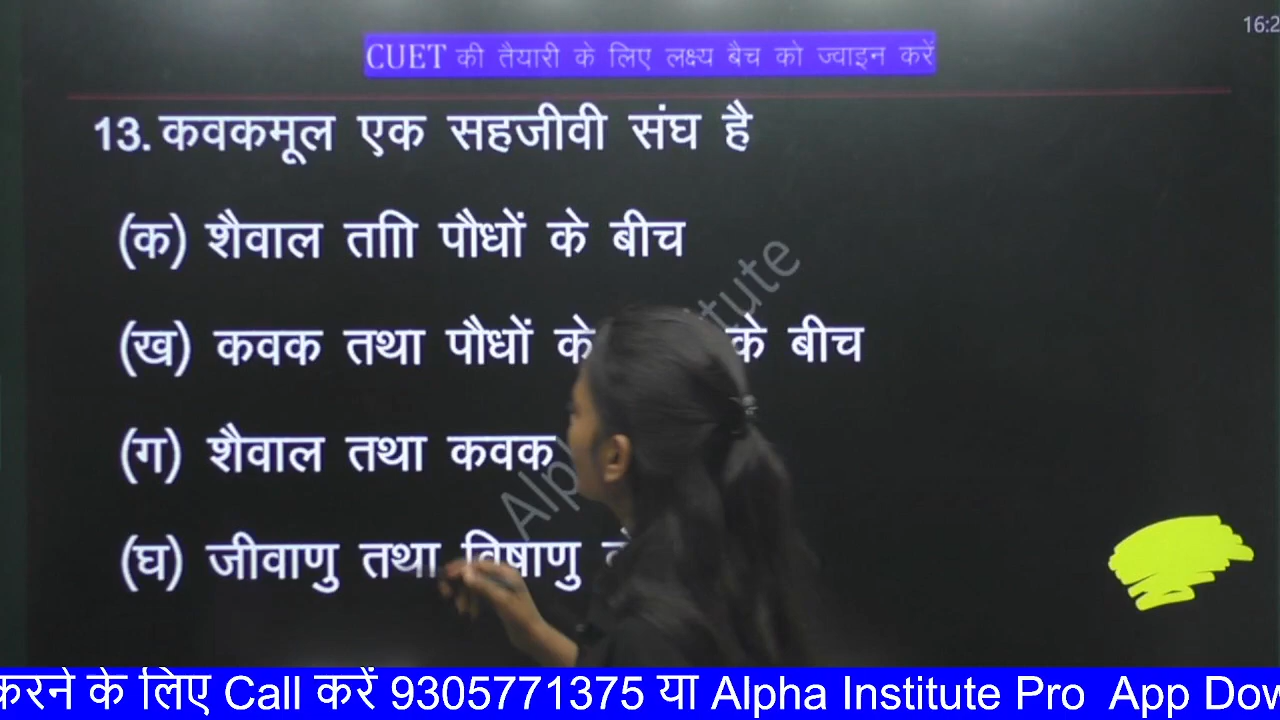 16:2
CUET की तैयारी के लिए लक्ष्य बैच को ज्वाइन करें
13. कवकमूल एक सहजीवी संघ है
(क) शैवाल तााि पौधों के बीच
(ख) कवक तथा पौधों के के बीच
(ग) शैवाल तथा कवक
(घ) जीवाणु तथा विषाणु
करने के लिए Call करें 9305771375 या Alpha Institute Pro App Dow